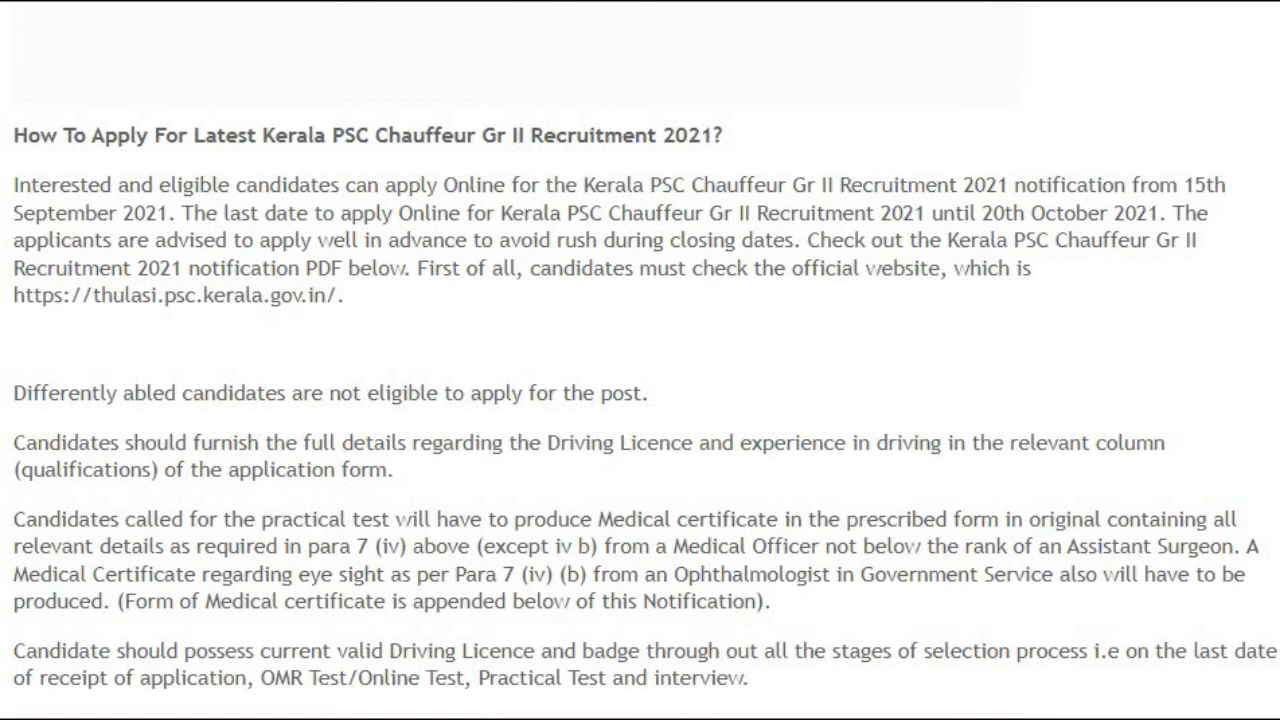 How To Apply For Latest Kerala PSC Chauffeur Gr II Recruitment 2021?
Interested and eligible candidates can apply Online for the Kerala PSC Chauffeur Gr II Recruitment 2021 notification from 15th
September 2021. The last date to apply Online for Kerala PSC Chauffeur Gr II Recruitment 2021 until 20th October 2021. The
applicants are advised to apply well in advance to avoid rush during closing dates. Check out the Kerala PSC Chauffeur Gr II
Recruitment 2021 notification PDF below. First of all, candidates must check the official website, which is
https://thulasi.psc.kerala.gov.in/.
Differently abled candidates are not eligible to apply for the post.
Candidates should furnish the full details regarding the Driving Licence and experience in driving in the relevant column
(qualifications) of the application form.
Candidates called for the practical test will have to produce Medical certificate in the prescribed form in original containing all
relevant details as required in para 7 (iv) above (except iv b) from a Medical Officer not below the rank of an Assistant Surgeon. A
Medical Certificate regarding eye sight as per Para 7 (iv) (b) from an Ophthalmologist in Government Service also will have to be
produced. (Form of Medical certificate is appended below of this Notification).
Candidate should possess current valid Driving Licence and badge through out all the stages of selection process i.e on the last date
of receipt of application, OMR Test/Online Test, Practical Test and interview.